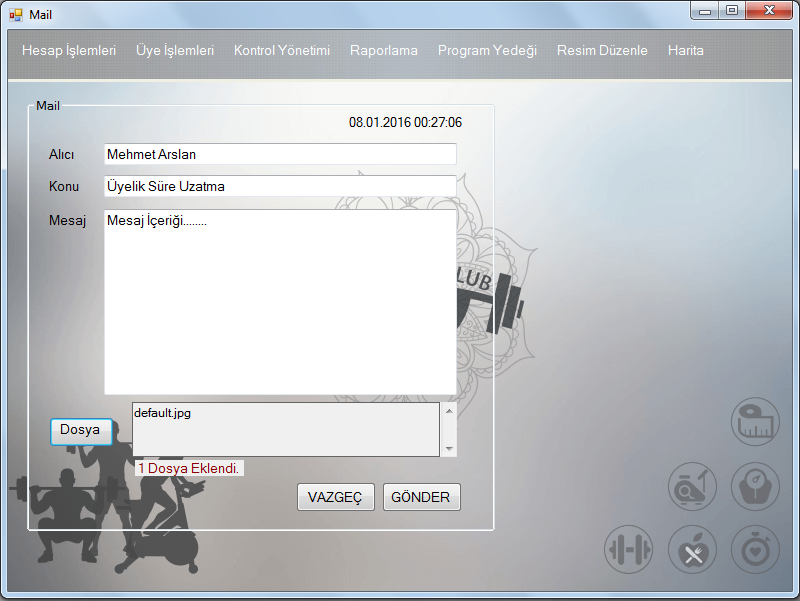 Mail
Hesap İşlemleri Üye İşlemleri Kontrol Yönetimi Raporlama Program Yedeği Resim Düzenle Harita
Mail
08.01.2016 00:27:06
Alıcı Mehmet Arslan
Konu Üyelik Süre Uzatma
Mesaj Mesaj İçeriği........
LUB
Dosya default.jpg
1 Dosya Eklendi.
VAZGEÇ GÖNDER